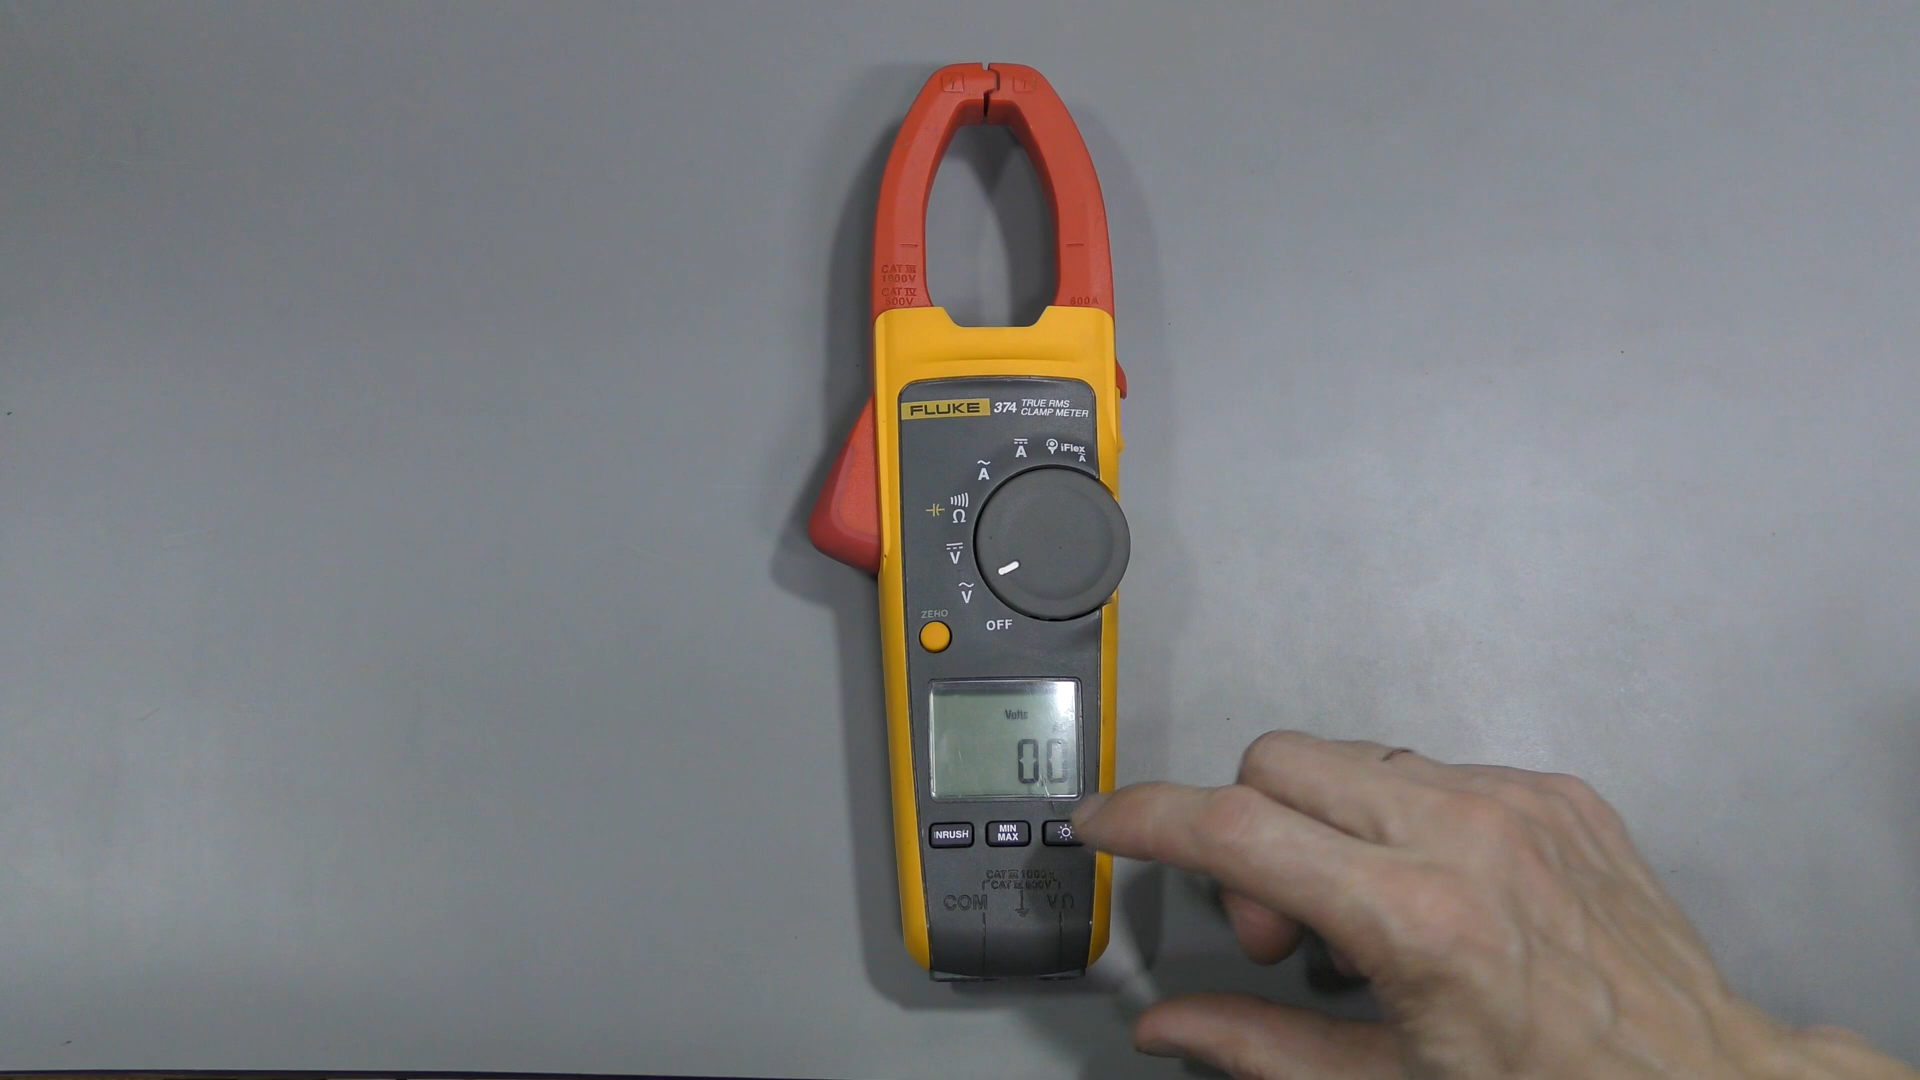 CAT III
1000V
CAT IV
600V
600A
FLUKE 374 TRUE RMS
CLAMP METER
A
A
iFlex
A
Ω
V
V
ZERO
OFF
Volts
0.0
INRUSH
MIN
MAX
CAT III 1000V
CAT IV 600V
COM
VΩ